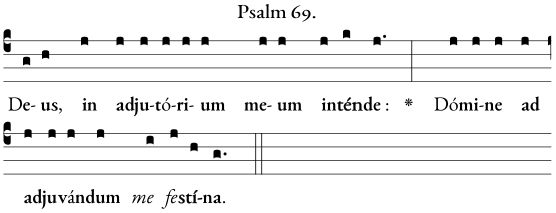 Psalm 69.
De- us, in adju-tó-ri- um me- um inténde : * Dómi-ne ad
adjuvándum me festí-na.